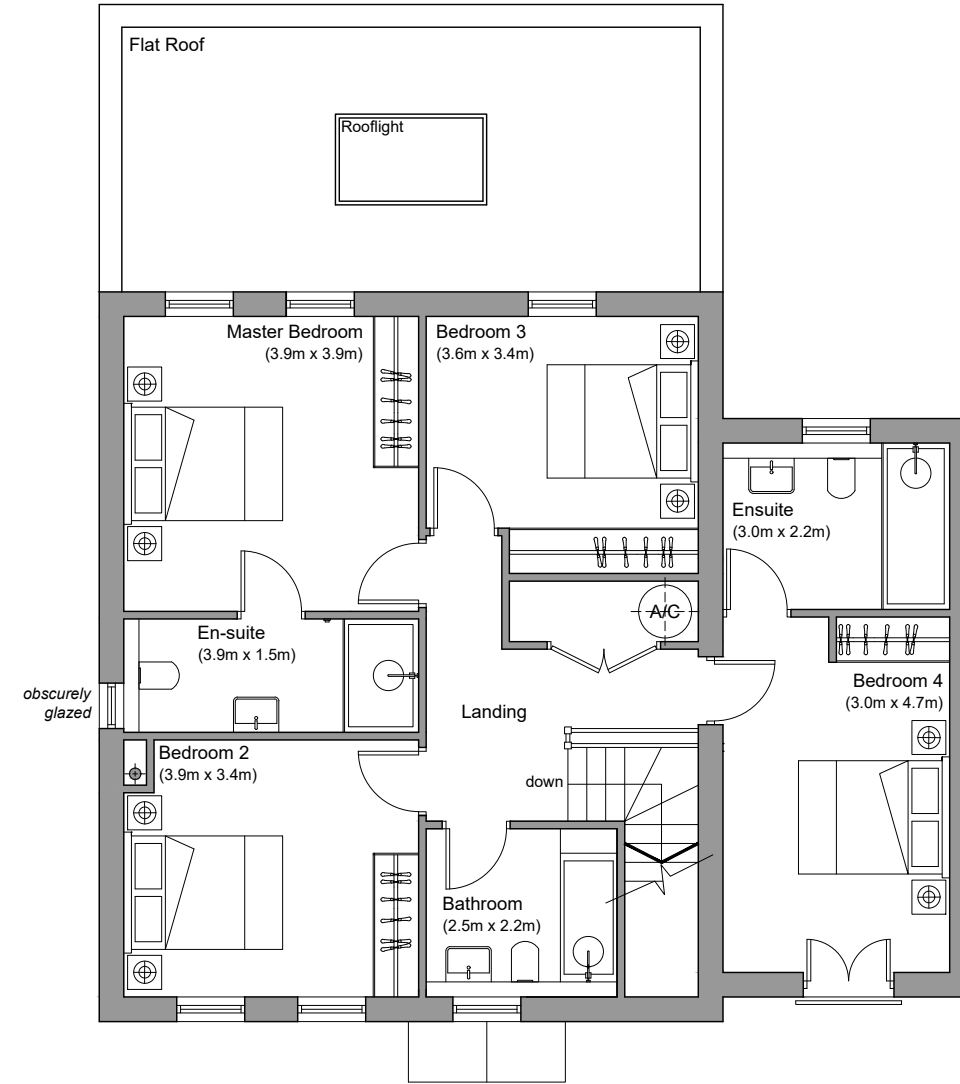 Flat Roof
Rooflight
Master Bedroom
(3.9m x 3.9m)
Bedroom 3
(3.6m x 3.4m)
Ensuite
(3.0m x 2.2m)
A/C
En-suite
(3.9m x 1.5m)
obscurely
glazed
Bedroom 4
(3.0m x 4.7m)
Landing
Bedroom 2
(3.9m x 3.4m)
down
Bathroom
(2.5m x 2.2m)